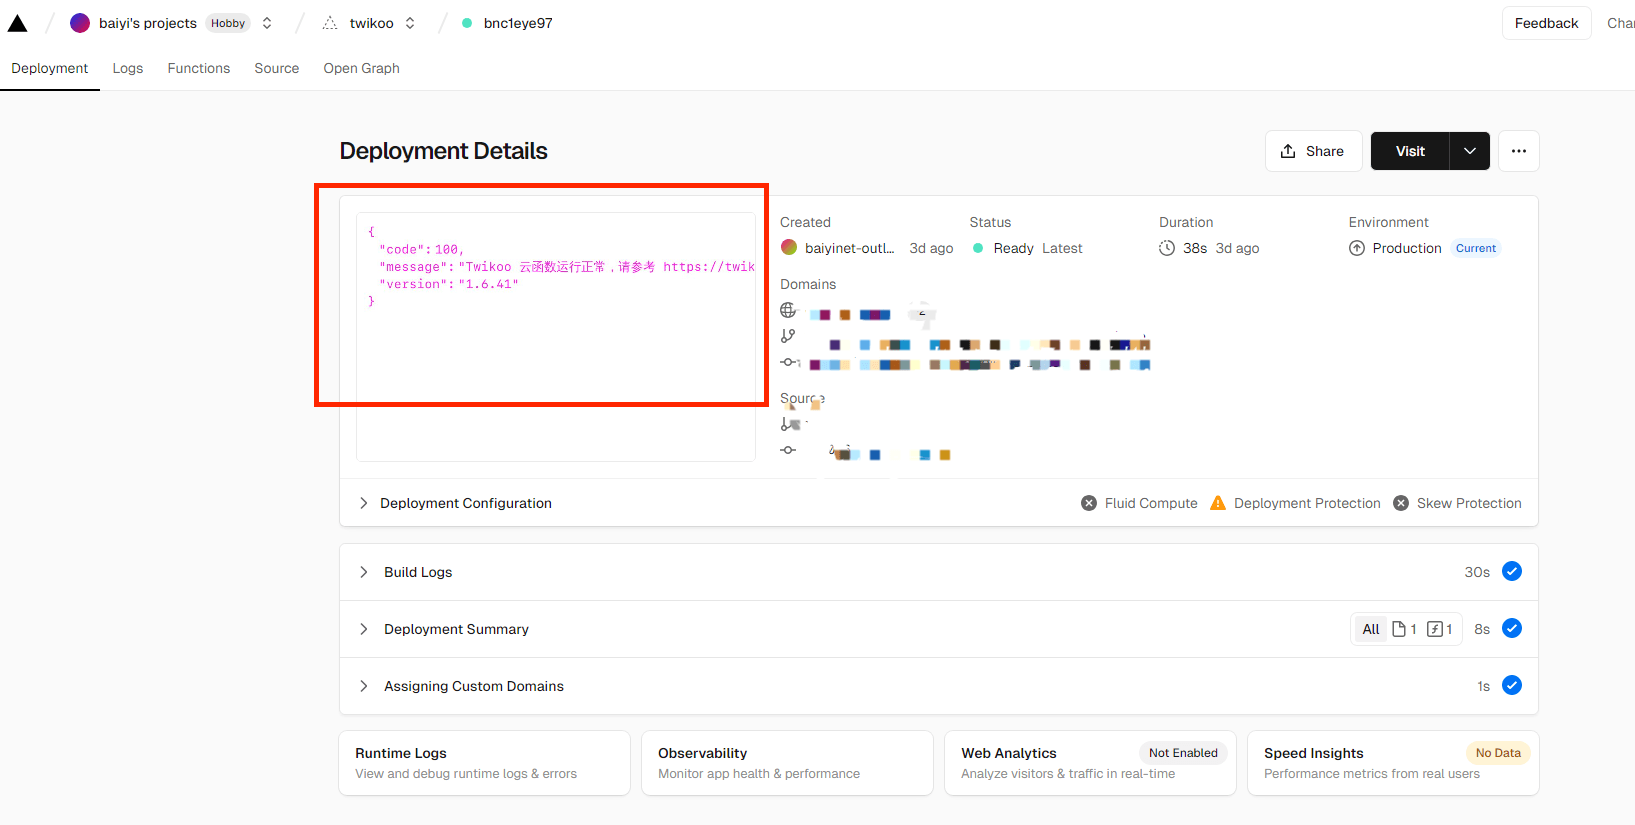 baiyi's projects Hobby twikoo bnc1eye97 Feedback
Deployment Logs Functions Source Open Graph
Deployment Details
Share Visit
{
"code": 100,
"message": "Twikoo 云函数运行正常，请参考 https://twik
"version": "1.6.41"
}
Created Status Duration Environment
baiyinet-outl... 3d ago Ready Latest 38s 3d ago Production Current
Domains
Source
Deployment Configuration Fluid Compute Deployment Protection Skew Protection
Build Logs 30s
Deployment Summary All 1 1 8s
Assigning Custom Domains 1s
Runtime Logs Observability Web Analytics Not Enabled Speed Insights No Data
View and debug runtime logs & errors Monitor app health & performance Analyze visitors & traffic in real-time Performance metrics from real users